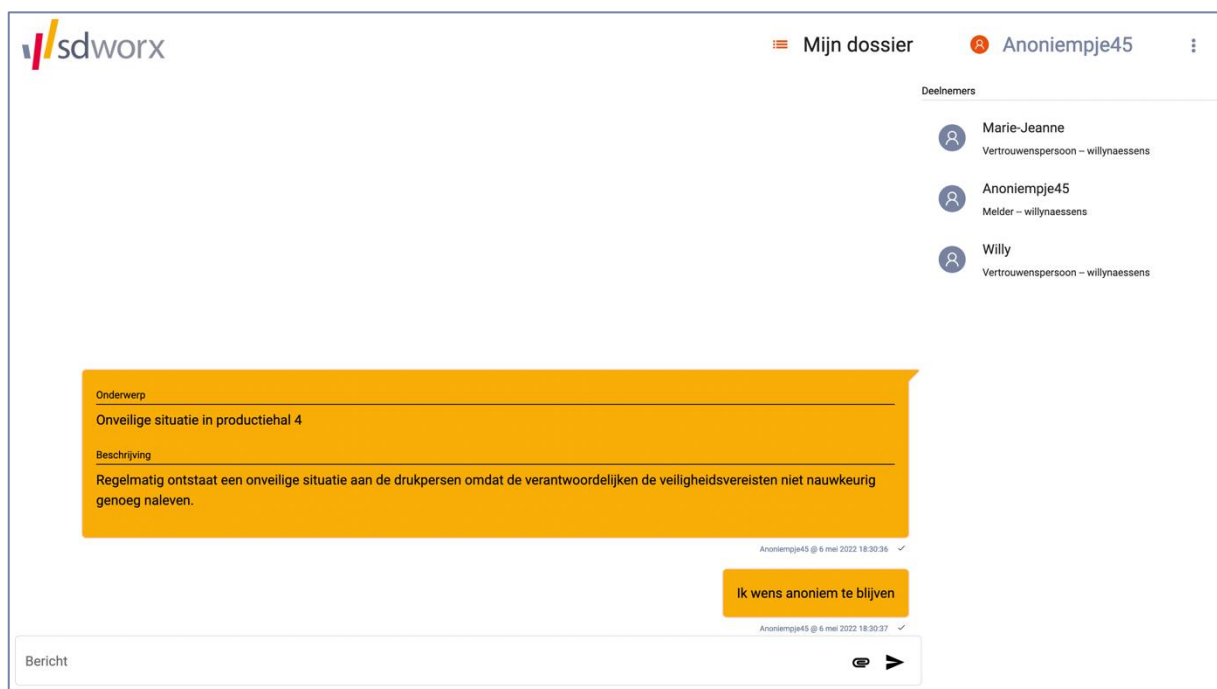 sdworx
Mijn dossier
Anoniempje45
Deelnemers
Marie-Jeanne
Vertrouwenspersoon – willynaessens
Anoniempje45
Melder – willynaessens
Willy
Vertrouwenspersoon – willynaessens
Onderwerp
Onveilige situatie in productiehal 4
Beschrijving
Regelmatig ontstaat een onveilige situatie aan de drukpersen omdat de verantwoordelijken de veiligheidsvereisten niet nauwkeurig
genoeg naleven.
Anoniempje45 @ 6 mei 2022 18:30:36
Ik wens anoniem te blijven
Anoniempje45 @ 6 mei 2022 18:30:37
Bericht